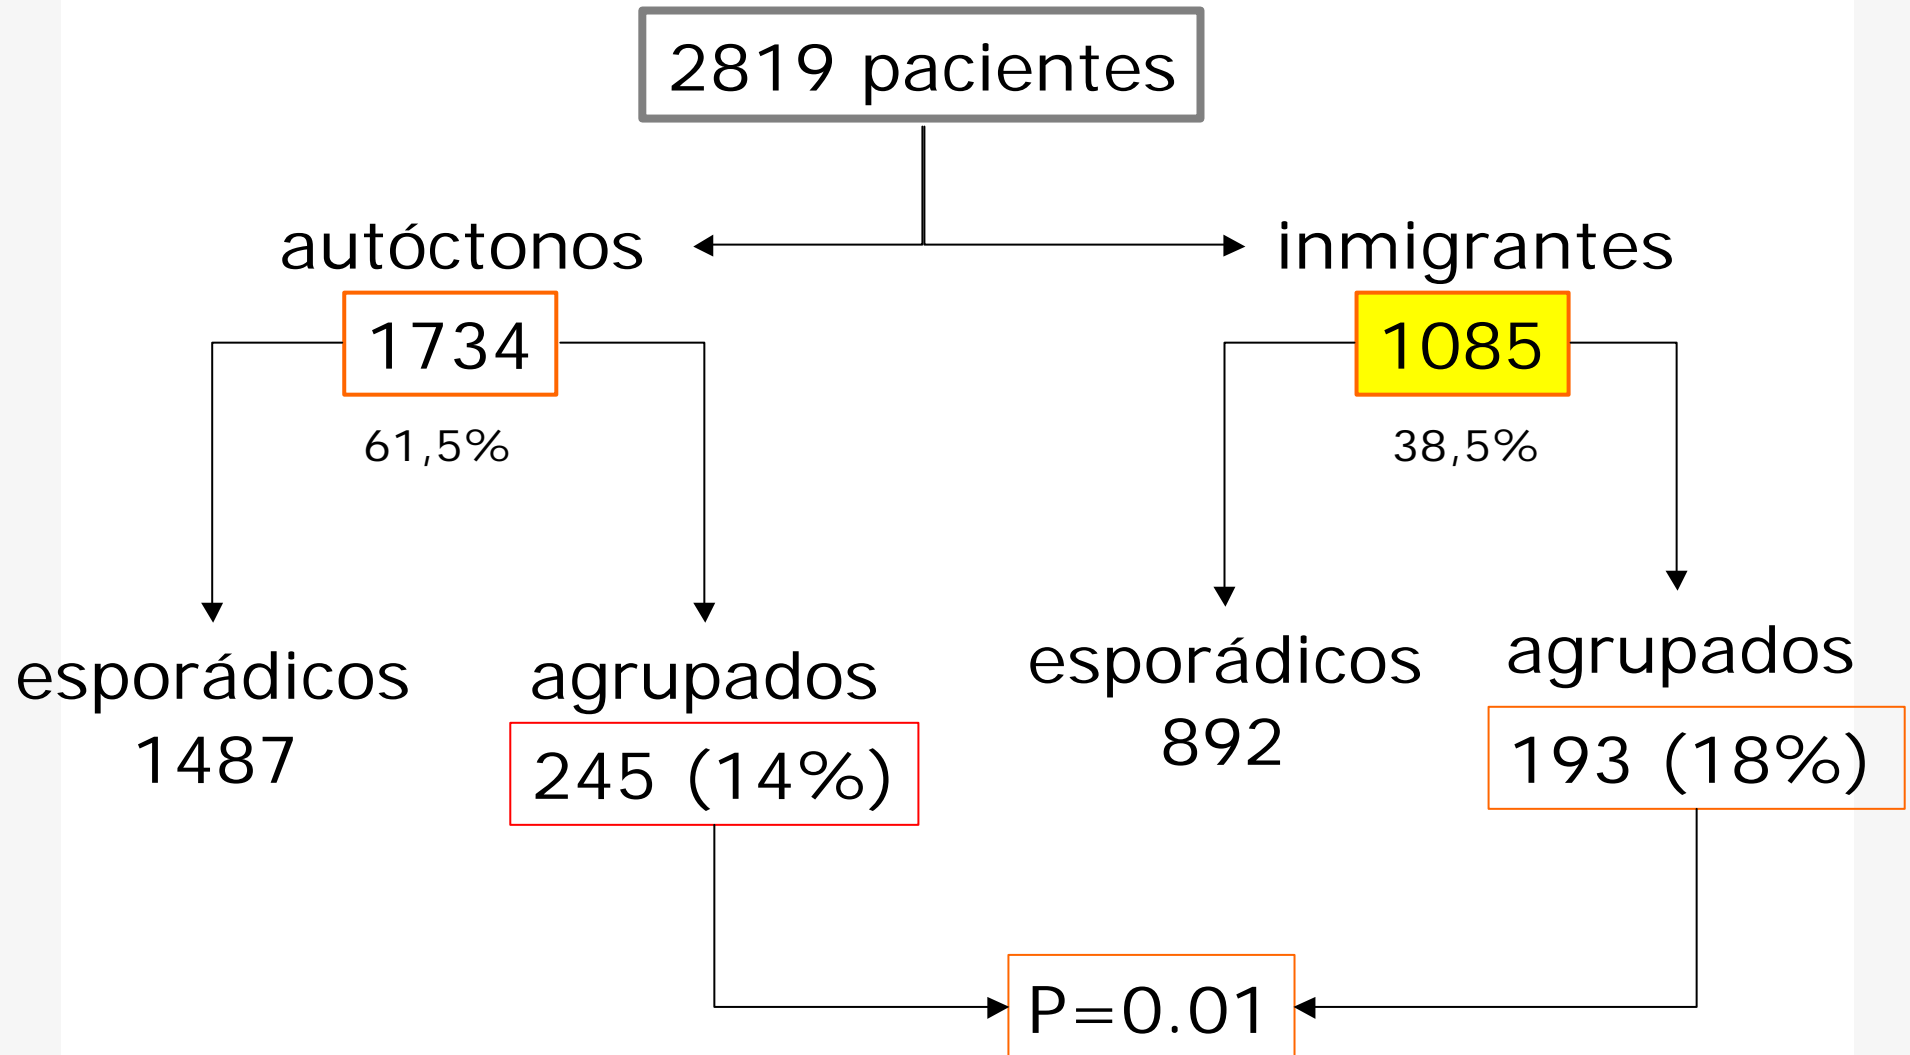 2819 pacientes
autóctonos
inmigrantes
1734
1085
61,5%
38,5%
esporádicos
1487
agrupados
245 (14%)
esporádicos
892
agrupados
193 (18%)
P=0.01